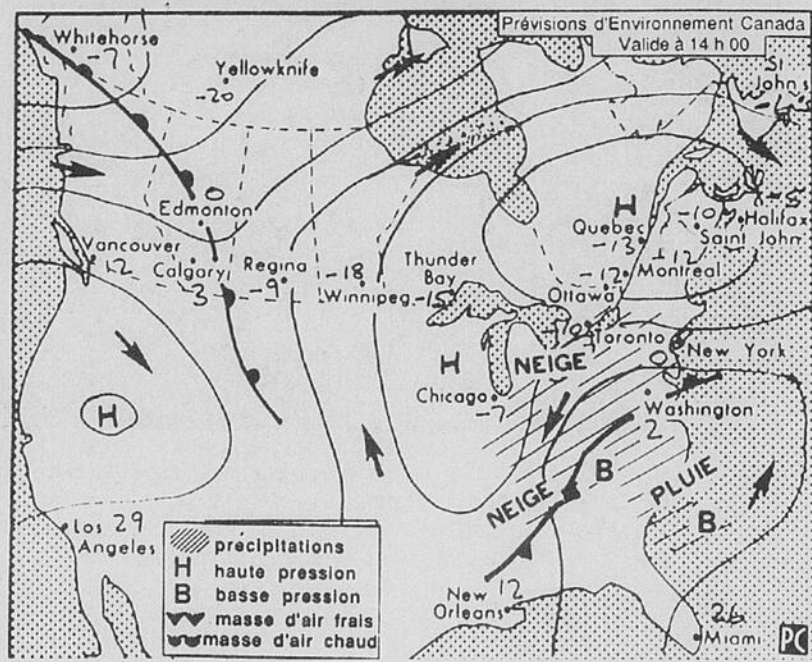 Prévisions d'Environnement Canada
Valide à 14 h 00
Whitehorse
-7
Yellowknife
-20
St
John's
Edmonton
0
Vancouver
12
Calgary
3
Regina
-9
-18
Winnipeg
Thunder
Bay
-15
H
Quebec
-13
-10
-5
Halifax
Saint John
-12
Montreal
-12
Ottawa
-10
Toronto
New York
0
H
NEIGE
Chicago
-7
Washington
2
H
B
NEIGE
PLUIE
B
Los
Angeles
29
New
Orleans
12
26
Miami
précipitations
H haute pression
B basse pression
masse d'air frais
masse d'air chaud
PC